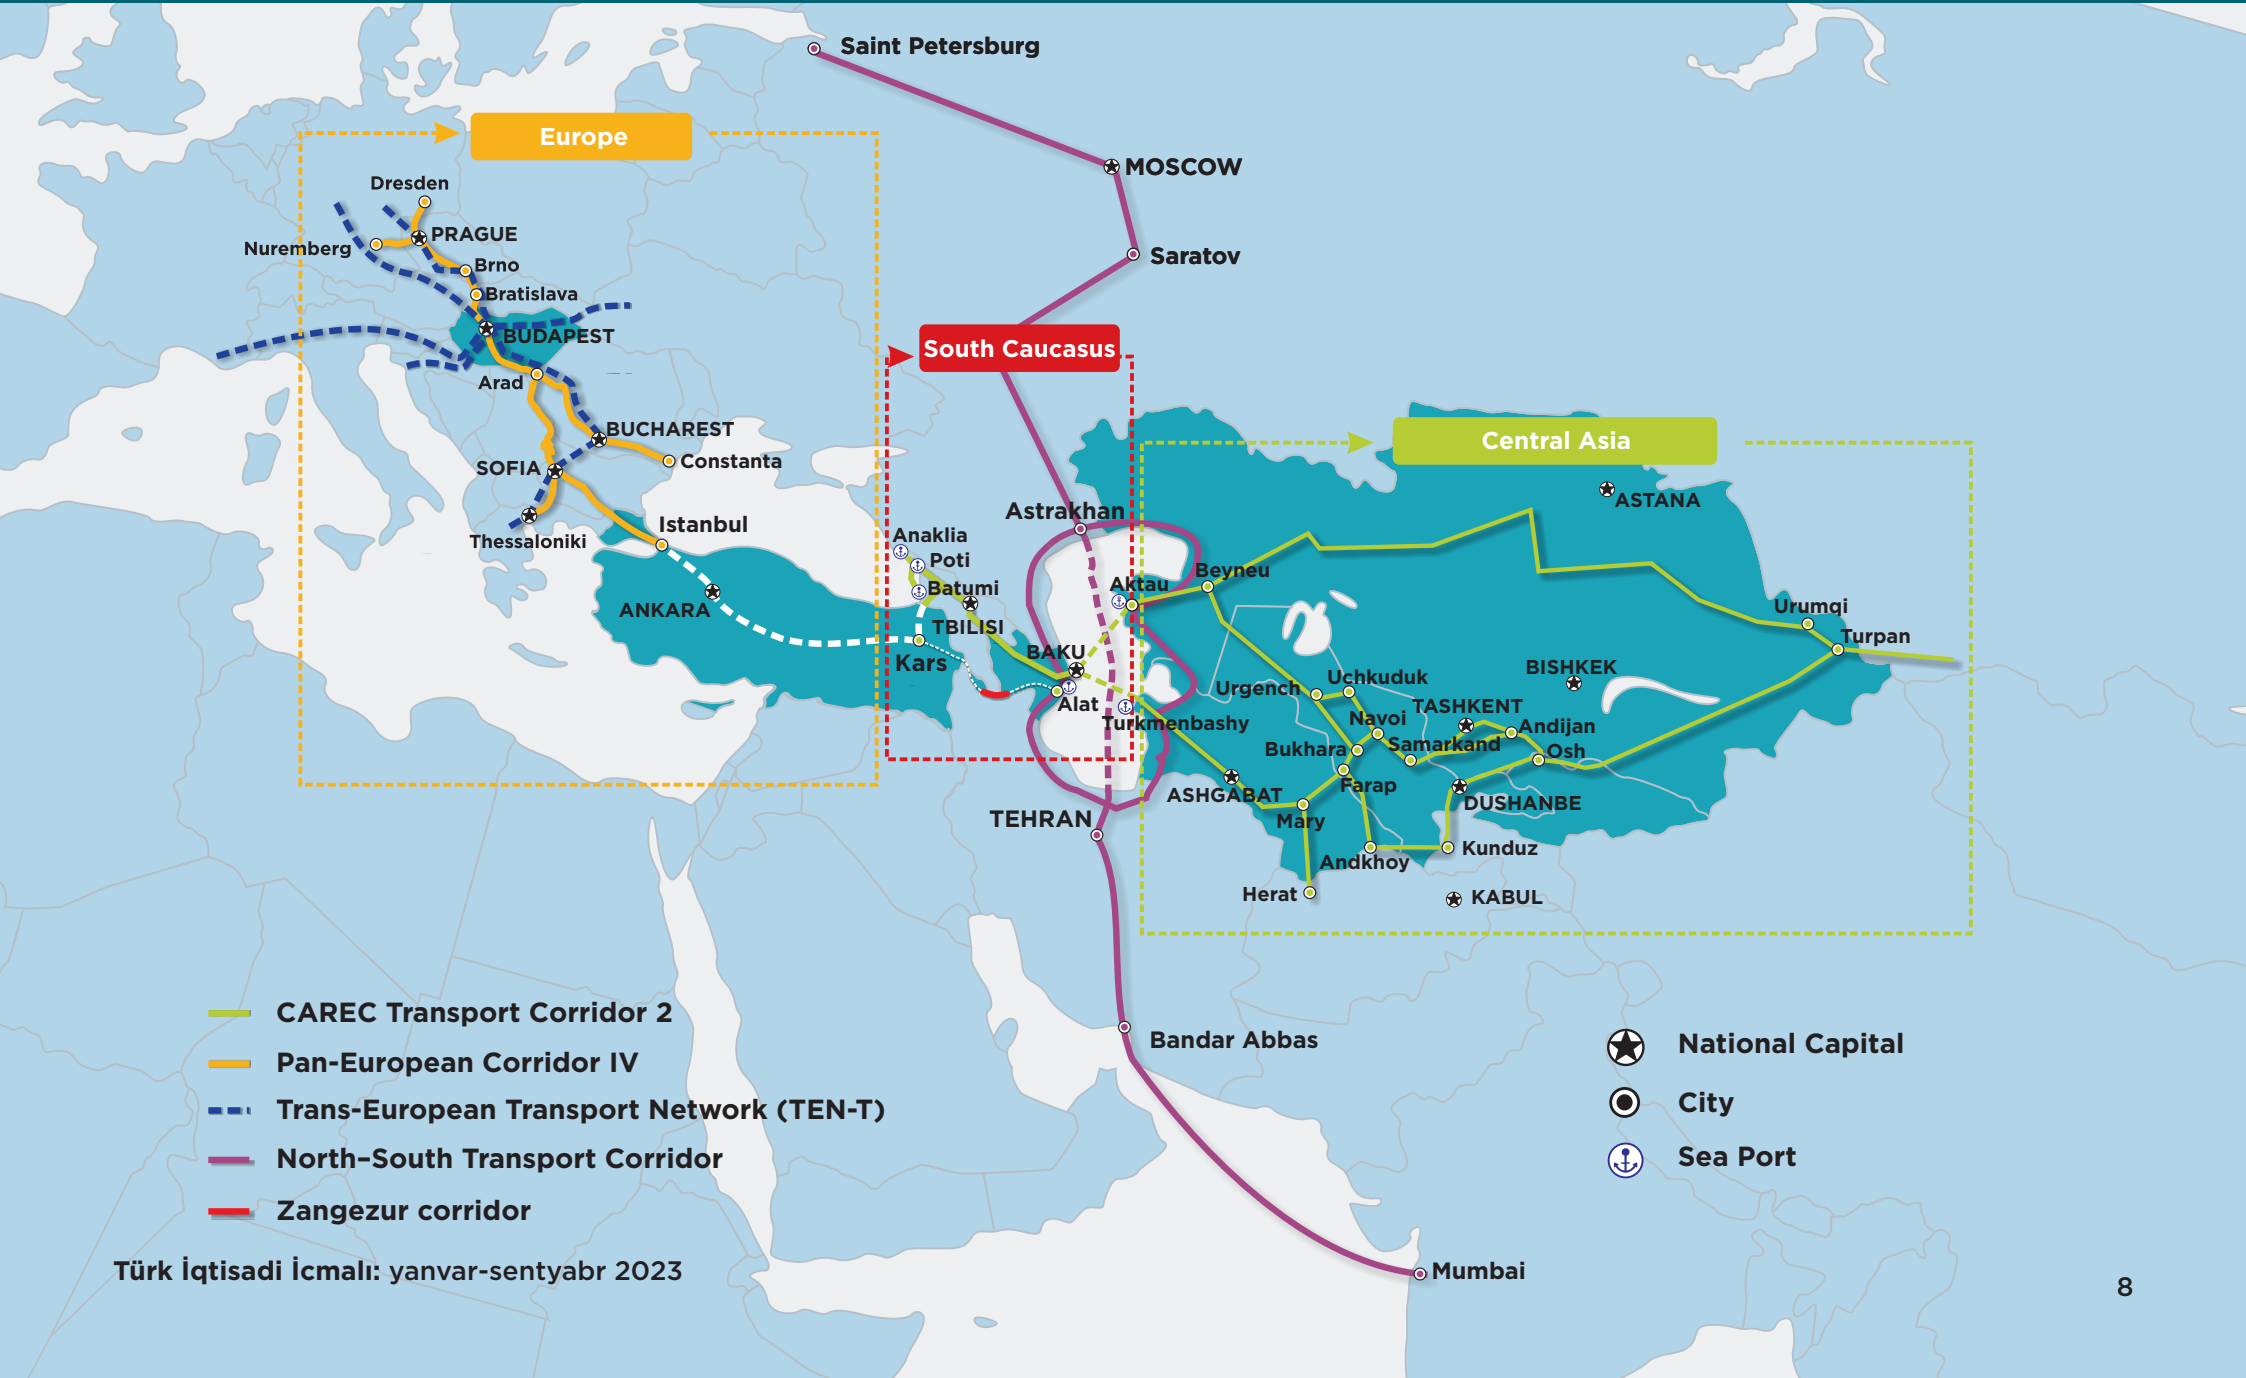 Saint Petersburg
Europe
MOSCOW
Dresden
PRAGUE
Nuremberg
Saratov
Brno
Bratislava
BUDAPEST
South Caucasus
Arad
BUCHAREST
Central Asia
Constanta
SOFIA
ASTANA
Astrakhan
Istanbul
Thessaloniki
Anaklia
Poti
Beyneu
Aktau
Batumi
ANKARA
Urumqi
TBILISI
Turpan
BAKU
Kars
BISHKEK
Uchkuduk
Urgench
Alat
TASHKENT
Turkmenbashy
Navoi
Andijan
Samarkand
Bukhara
Osh
Farap
ASHGABAT
DUSHANBE
TEHRAN
Mary
Kunduz
Andkhoy
Herat
KABUL
CAREC Transport Corridor 2
Bandar Abbas
National Capital
Pan-European Corridor IV
City
Trans-European Transport Network (TEN-T)
North–South Transport Corridor
Sea Port
Zangezur corridor
Türk İqtisadi İcmalı: yanvar-sentyabr 2023
Mumbai
8